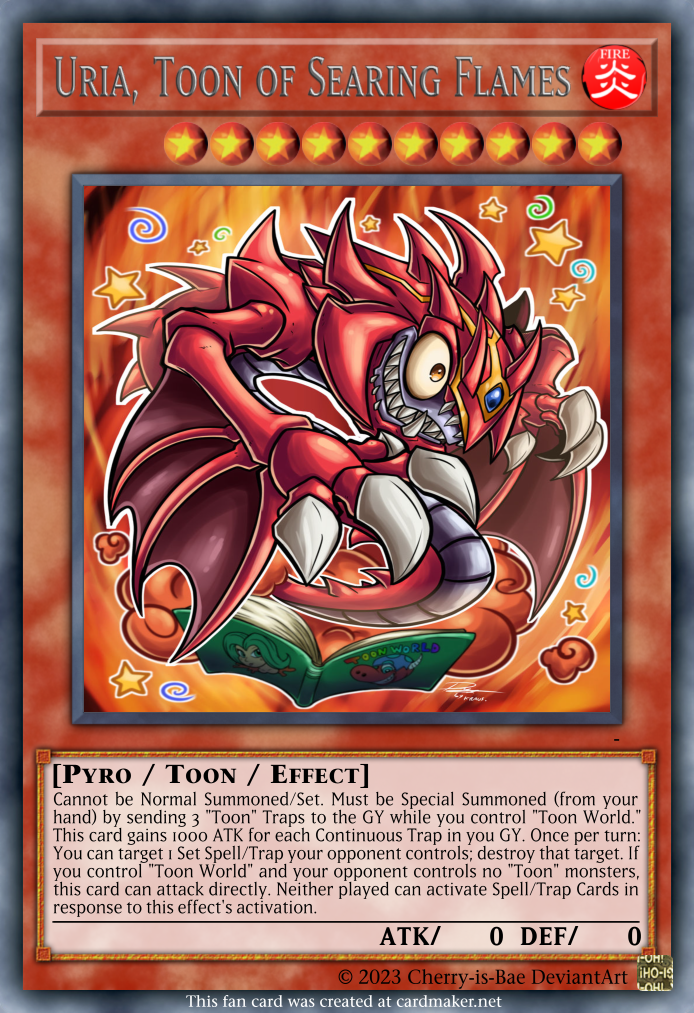 Uria, Toon of Searing Flames
FIRE
炎
TOON WORLD
-
[Pyro / Toon / Effect]
Cannot be Normal Summoned/Set. Must be Special Summoned (from your
hand) by sending 3 "Toon" Traps to the GY while you control "Toon World."
This card gains 1000 ATK for each Continuous Trap in you GY. Once per turn:
You can target 1 Set Spell/Trap your opponent controls; destroy that target. If
you control "Toon World" and your opponent controls no "Toon" monsters,
this card can attack directly. Neither played can activate Spell/Trap Cards in
response to this effect's activation.
ATK/ 0 DEF/ 0
© 2023 Cherry-is-Bae DeviantArt
This fan card was created at cardmaker.net